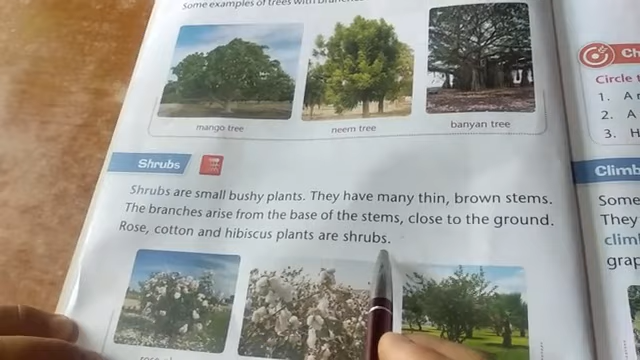 Some examples of trees with
mango tree
neem tree
banyan tree
Shrubs
Shrubs are small bushy plants. They have many thin, brown stems.
The branches arise from the base of the stems, close to the ground.
Rose, cotton and hibiscus plants are shrubs.
Ch
Circle
1. A
2. A
3. H
Climb
Some
They
clim
grap